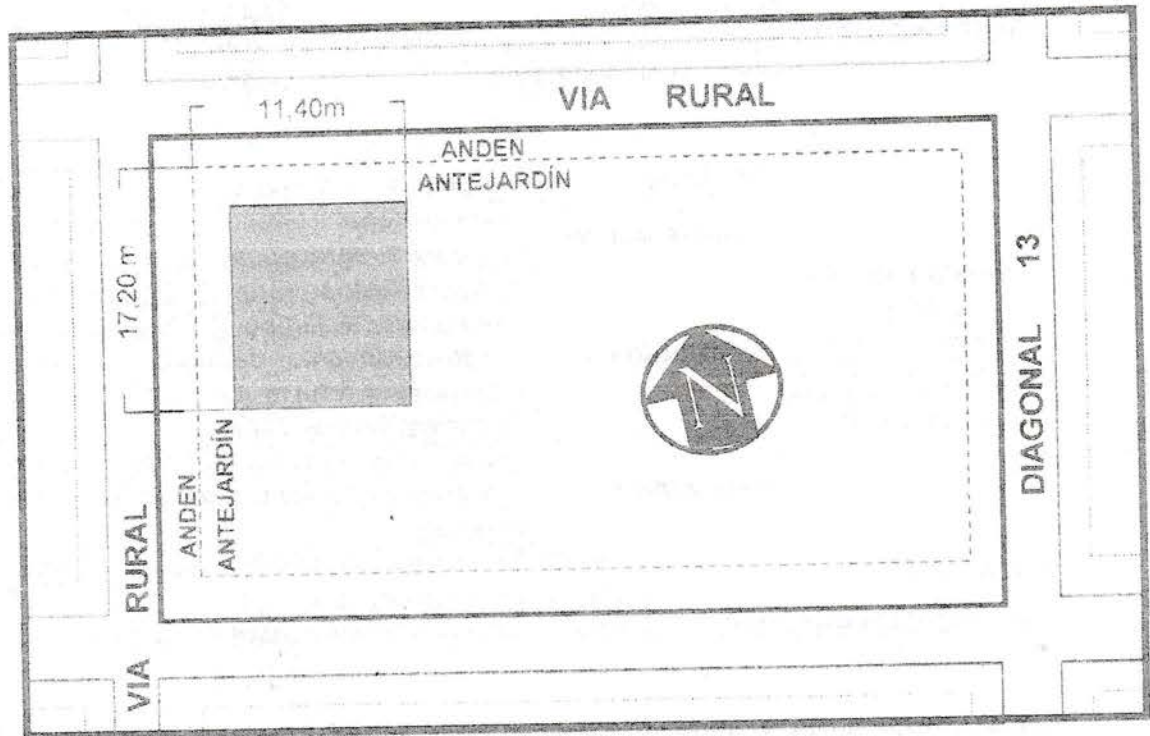 VIA RURAL
11,40m
ANDEN
ANTEJARDÍN
17,20 m
DIAGONAL 13
N
ANDEN
ANTEJARDÍN
VIA RURAL